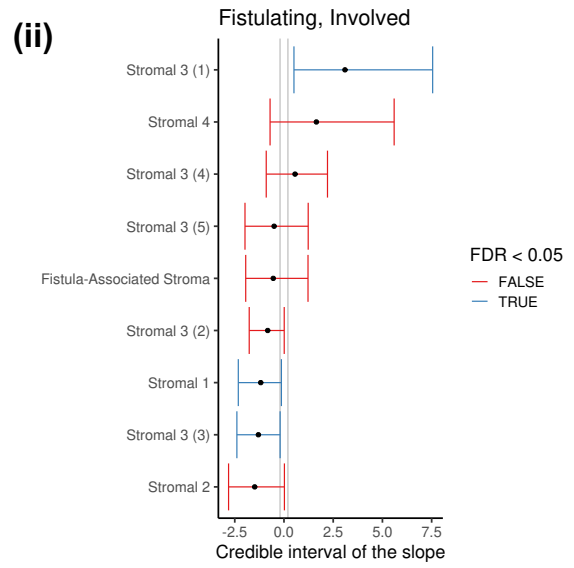 (ii)
Fistulating, Involved
Stromal 3 (1)
Stromal 4
Stromal 3 (4)
Stromal 3 (5)
Fistula-Associated Stroma
Stromal 3 (2)
Stromal 1
Stromal 3 (3)
Stromal 2
FDR < 0.05
FALSE
TRUE
-2.5 0.0 2.5 5.0 7.5
Credible interval of the slope